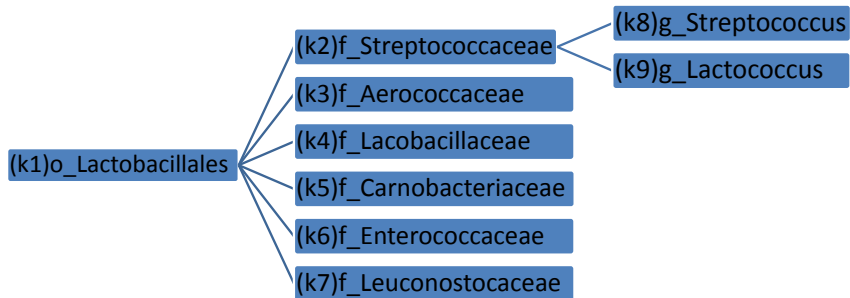 (k1)o_Lactobacillales
(k2)f_Streptococcaceae
(k3)f_Aerococcaceae
(k4)f_Lacobacillaceae
(k5)f_Carnobacteriaceae
(k6)f_Enterococcaceae
(k7)f_Leuconostocaceae
(k8)g_Streptococcus
(k9)g_Lactococcus